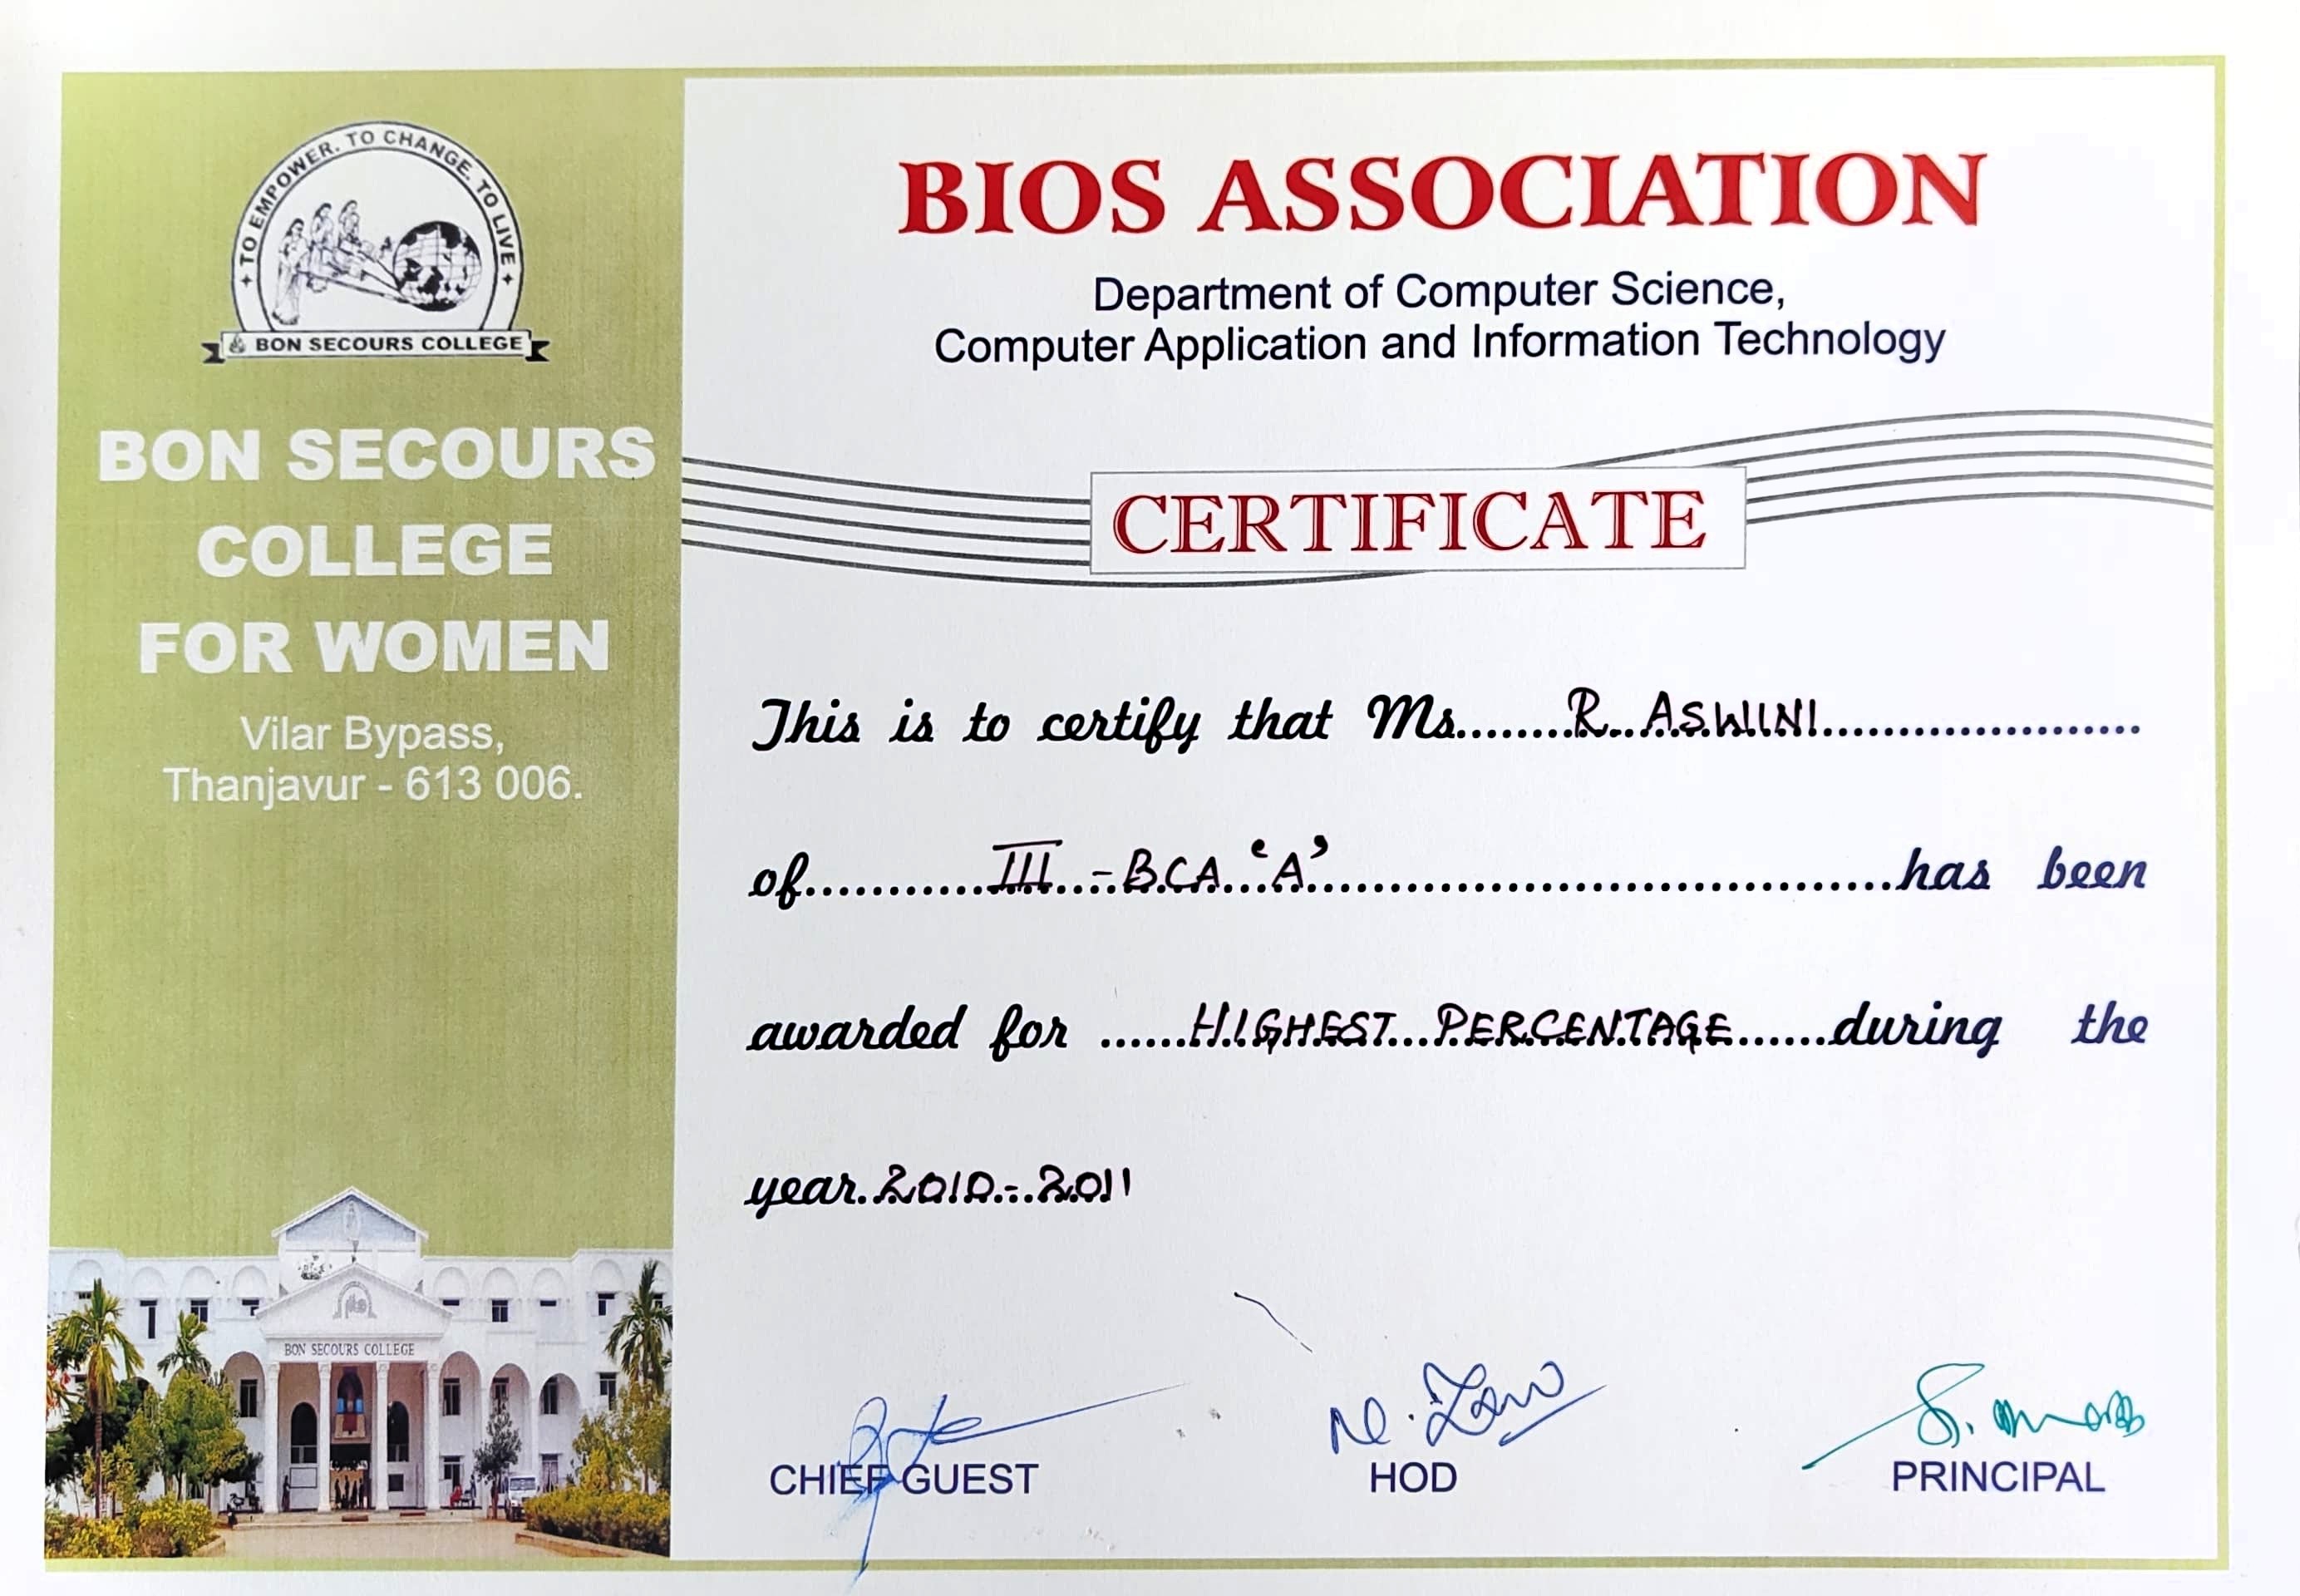 TO EMPOWER. TO CHANGE. TO LIVE
BON SECOURS COLLEGE
BON SECOURS
COLLEGE
FOR WOMEN
Vilar Bypass,
Thanjavur - 613 006.
BON SECOURS COLLEGE
BIOS ASSOCIATION
Department of Computer Science,
Computer Application and Information Technology
CERTIFICATE
This is to certify that Ms........R. ASWINI....................
of............III - BCA 'A'....................has been
awarded for ......HIGHEST PERCENTAGE......during the
year 2010 - 2011
CHIEF GUEST
HOD
PRINCIPAL